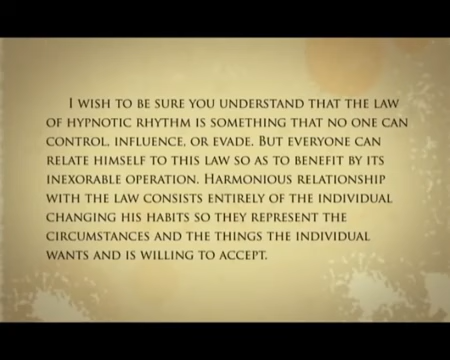 I WISH TO BE SURE YOU UNDERSTAND THAT THE LAW
OF HYPNOTIC RHYTHM IS SOMETHING THAT NO ONE CAN
CONTROL, INFLUENCE, OR EVADE. BUT EVERYONE CAN
RELATE HIMSELF TO THIS LAW SO AS TO BENEFIT BY ITS
INEXORABLE OPERATION. HARMONIOUS RELATIONSHIP
WITH THE LAW CONSISTS ENTIRELY OF THE INDIVIDUAL
CHANGING HIS HABITS SO THEY REPRESENT THE
CIRCUMSTANCES AND THE THINGS THE INDIVIDUAL
WANTS AND IS WILLING TO ACCEPT.